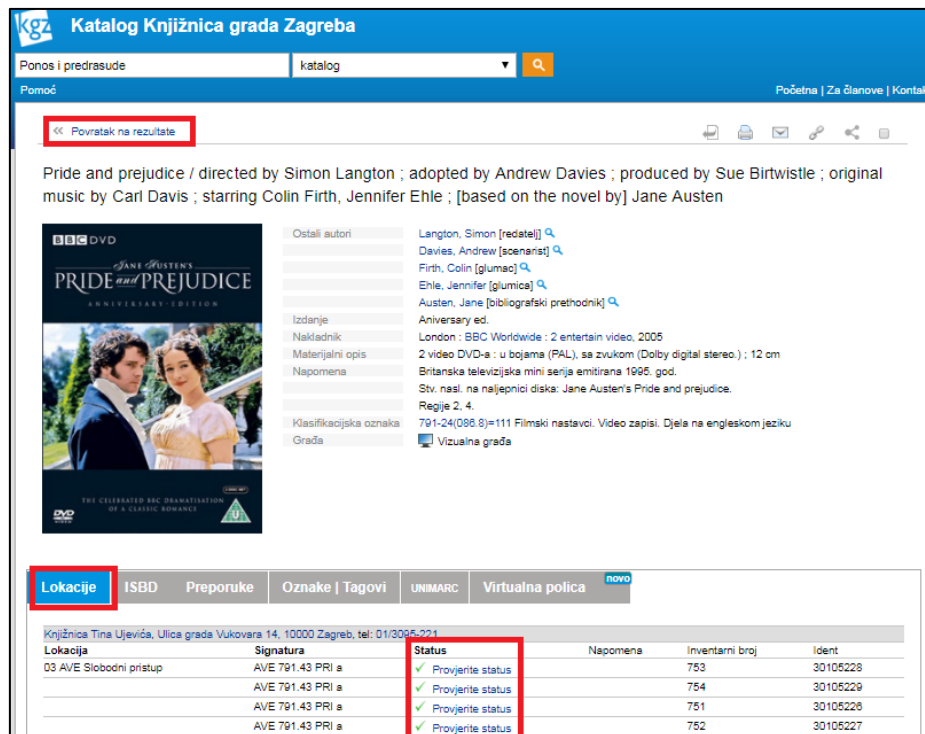 kgz Katalog Knjižnica grada Zagreba
Ponos i predrasude katalog
Pomoć Početna | Za članove | Kontak
<< Povratak na rezultate
Pride and prejudice / directed by Simon Langton ; adopted by Andrew Davies ; produced by Sue Birtwistle ; original
music by Carl Davis ; starring Colin Firth, Jennifer Ehle ; [based on the novel by] Jane Austen
BBC DVD
JANE AUSTEN'S
PRIDE and PREJUDICE
ANNIVERSARY·EDITION
THE CELEBRATED BBC DRAMATISATION
OF A CLASSIC ROMANCE
DVD
VIDEO
U
Ostali autori Langton, Simon [redatelj]
Davies, Andrew [scenarist]
Firth, Colin [glumac]
Ehle, Jennifer [glumica]
Austen, Jane [bibliografski prethodnik]
Izdanje Aniversary ed.
Nakladnik London : BBC Worldwide : 2 entertain video, 2005
Materijalni opis 2 video DVD-a : u bojama (PAL), sa zvukom (Dolby digital stereo.) ; 12 cm
Napomena Britanska televizijska mini serija emitirana 1995. god.
Stv. nasl. na naljepnici diska: Jane Austen's Pride and prejudice.
Regije 2, 4.
Klasifikacijska oznaka 791-24(086.8)=111 Filmski nastavci. Video zapisi. Djela na engleskom jeziku
Građa Vizualna građa
Lokacije ISBD Preporuke Oznake | Tagovi UNIMARC Virtualna polica novo
Knjižnica Tina Ujevića, Ulica grada Vukovara 14, 10000 Zagreb, tel: 01/3095-221
Lokacija Signatura Status Napomena Inventarni broj Ident
03 AVE Slobodni pristup AVE 791.43 PRI a ✓ Provjerite status 753 30105228
AVE 791.43 PRI a ✓ Provjerite status 754 30105229
AVE 791.43 PRI a ✓ Provjerite status 751 30105226
AVE 791.43 PRI a ✓ Provjerite status 752 30105227